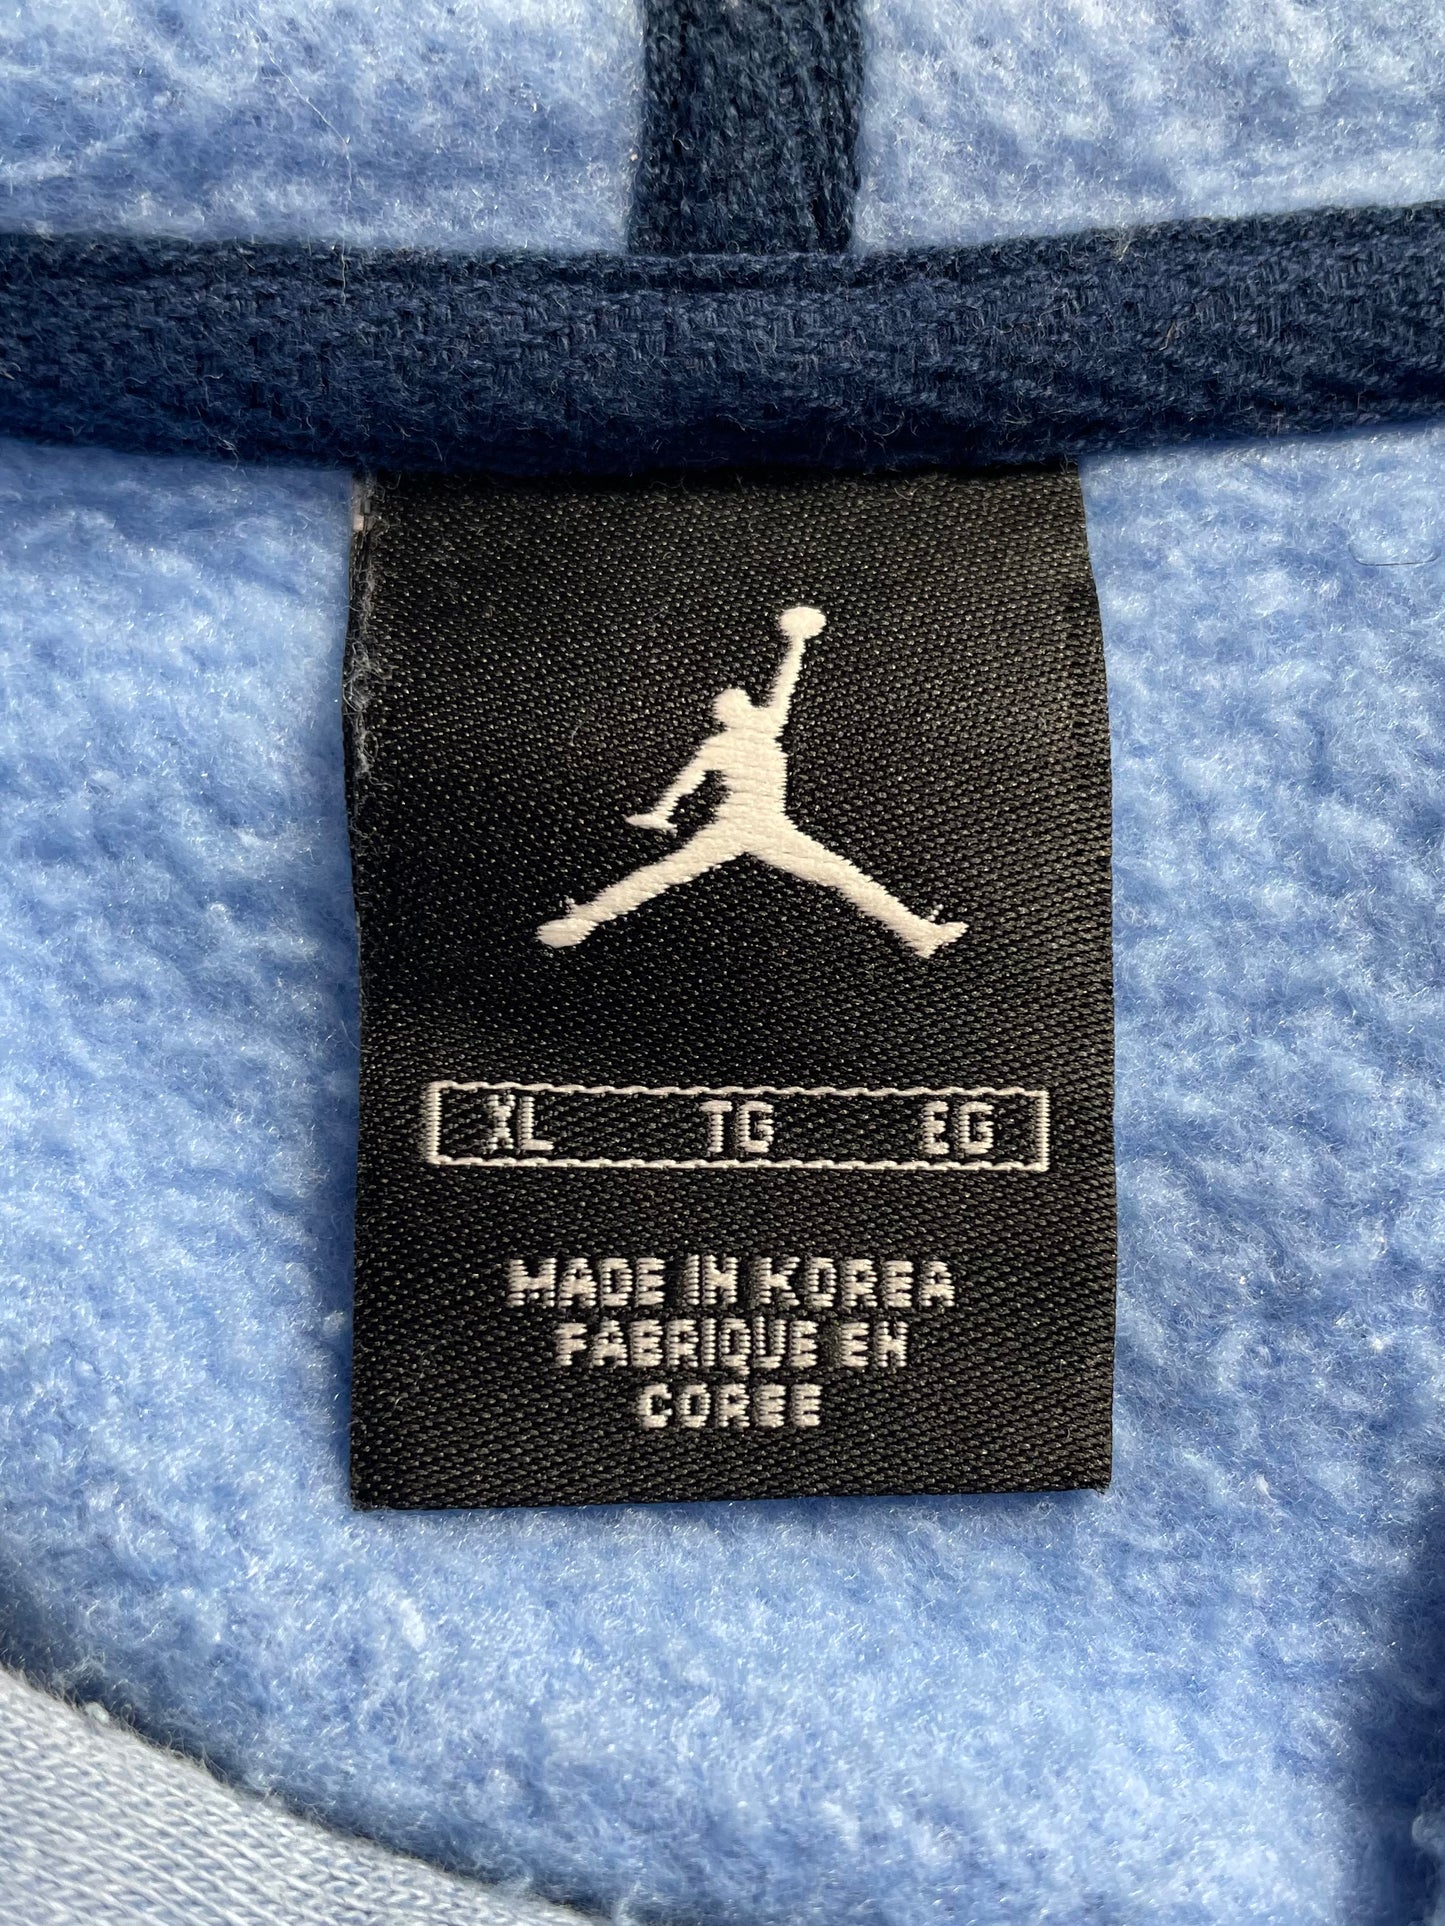 XL TG EG
MADE IN KOREA
FABRIQUE EN
COREE